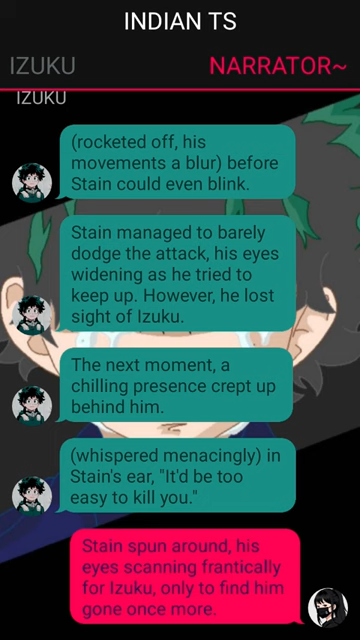 INDIAN TS
IZUKU
NARRATOR~
IZUKU
(rocketed off, his
movements a blur) before
Stain could even blink.
Stain managed to barely
dodge the attack, his eyes
widening as he tried to
keep up. However, he lost
sight of Izuku.
The next moment, a
chilling presence crept up
behind him.
(whispered menacingly) in
Stain's ear, "It'd be too
easy to kill you."
Stain spun around, his
eyes scanning frantically
for Izuku, only to find him
gone once more.